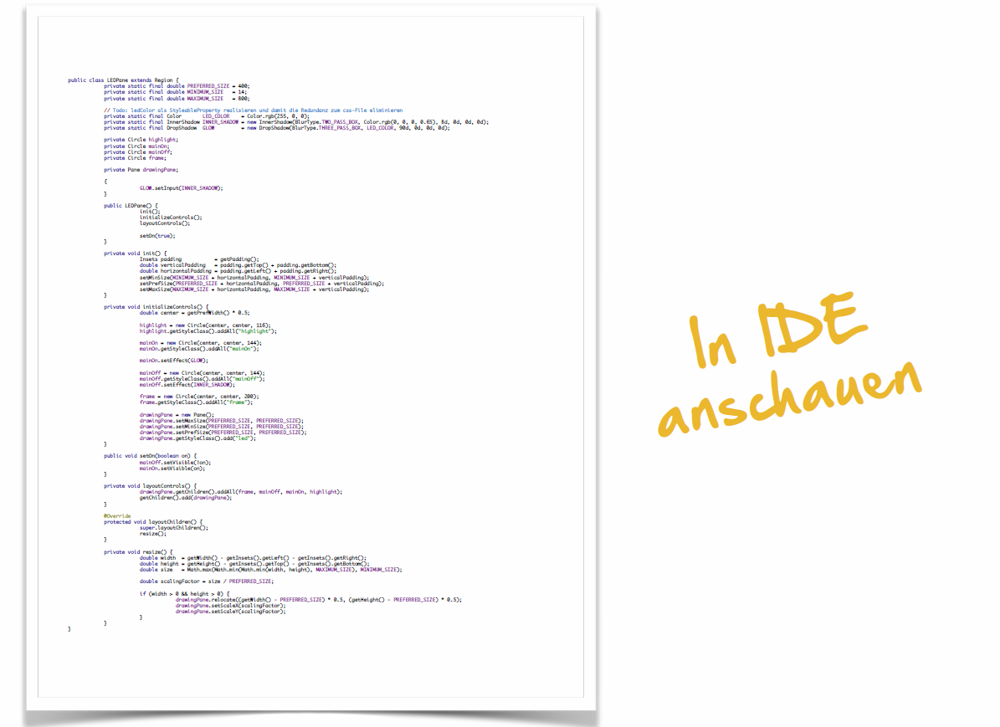 public class LEDPane extends Region {
private static final double PREFERRED_SIZE = 400;
private static final double MINIMUM_SIZE   = 14;
private static final double MAXIMUM_SIZE   = 800;
// Todo: ledColor als StyleableProperty realisieren und damit die Redundanz zum css-File eliminieren
private static final Color       LED_COLOR    = Color.rgb(255, 0, 0);
private static final InnerShadow INNER_SHADOW = new InnerShadow(BlurType.TWO_PASS_BOX, Color.rgb(0, 0, 0, 0.65), 8d, 0d, 0d, 0d);
private static final DropShadow  GLOW         = new DropShadow(BlurType.THREE_PASS_BOX, LED_COLOR, 90d, 0d, 0d, 0d);
private Circle highlight;
private Circle mainOn;
private Circle mainOff;
private Circle frame;
private Pane drawingPane;
{
GLOW.setInput(INNER_SHADOW);
}
public LEDPane() {
init();
initializeControls();
layoutControls();
setOn(true);
}
private void init() {
Insets padding           = getPadding();
double verticalPadding   = padding.getTop() + padding.getBottom();
double horizontalPadding = padding.getLeft() + padding.getRight();
setMinSize(MINIMUM_SIZE + horizontalPadding, MINIMUM_SIZE + verticalPadding);
setPrefSize(PREFERRED_SIZE + horizontalPadding, PREFERRED_SIZE + verticalPadding);
setMaxSize(MAXIMUM_SIZE + horizontalPadding, MAXIMUM_SIZE + verticalPadding);
}
private void initializeControls() {
double center = getPrefWidth() * 0.5;
highlight = new Circle(center, center, 116);
highlight.getStyleClass().addAll("highlight");
mainOn = new Circle(center, center, 144);
mainOn.getStyleClass().addAll("mainOn");
mainOn.setEffect(GLOW);
mainOff = new Circle(center, center, 144);
mainOff.getStyleClass().addAll("mainOff");
mainOff.setEffect(INNER_SHADOW);
frame = new Circle(center, center, 200);
frame.getStyleClass().addAll("frame");
drawingPane = new Pane();
drawingPane.setMaxSize(PREFERRED_SIZE, PREFERRED_SIZE);
drawingPane.setMinSize(PREFERRED_SIZE, PREFERRED_SIZE);
drawingPane.setPrefSize(PREFERRED_SIZE, PREFERRED_SIZE);
drawingPane.getStyleClass().add("led");
}
public void setOn(boolean on) {
mainOff.setVisible(!on);
mainOn.setVisible(on);
}
private void layoutControls() {
drawingPane.getChildren().addAll(frame, mainOff, mainOn, highlight);
getChildren().add(drawingPane);
}
@Override
protected void layoutChildren() {
super.layoutChildren();
resize();
}
private void resize() {
double width  = getWidth() - getInsets().getLeft() - getInsets().getRight();
double height = getHeight() - getInsets().getTop() - getInsets().getBottom();
double size   = Math.max(Math.min(Math.min(width, height), MAXIMUM_SIZE), MINIMUM_SIZE);
double scalingFactor = size / PREFERRED_SIZE;
if (width > 0 && height > 0) {
drawingPane.relocate((getWidth() - PREFERRED_SIZE) * 0.5, (getHeight() - PREFERRED_SIZE) * 0.5);
drawingPane.setScaleX(scalingFactor);
drawingPane.setScaleY(scalingFactor);
}
}
}
In IDE
anschauen